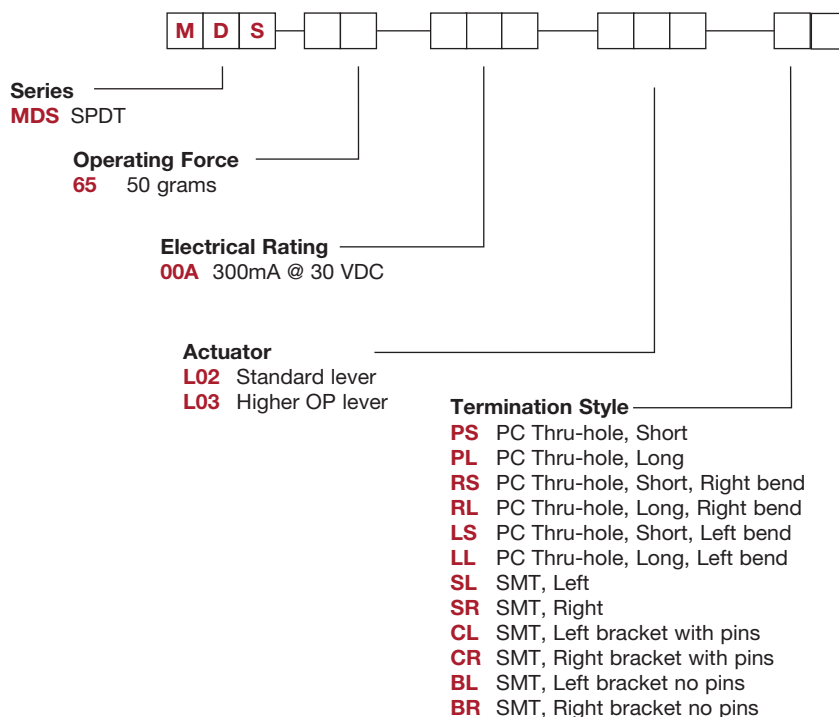 M D S
Series
MDS SPDT
Operating Force
65 50 grams
Electrical Rating
00A 300mA @ 30 VDC
Actuator
L02 Standard lever
L03 Higher OP lever
Termination Style
PS PC Thru-hole, Short
PL PC Thru-hole, Long
RS PC Thru-hole, Short, Right bend
RL PC Thru-hole, Long, Right bend
LS PC Thru-hole, Short, Left bend
LL PC Thru-hole, Long, Left bend
SL SMT, Left
SR SMT, Right
CL SMT, Left bracket with pins
CR SMT, Right bracket with pins
BL SMT, Left bracket no pins
BR SMT, Right bracket no pins